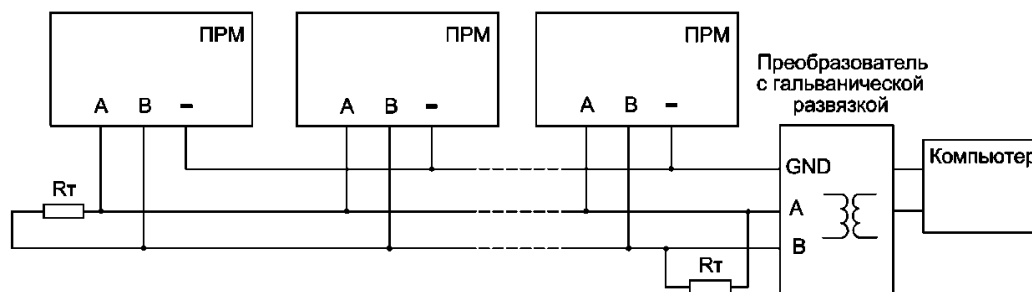 ПРМ
ПРМ
ПРМ
A B –
A B –
A B –
Преобразователь
с гальванической
развязкой
GND
Компьютер
Rт
A
B
Rт